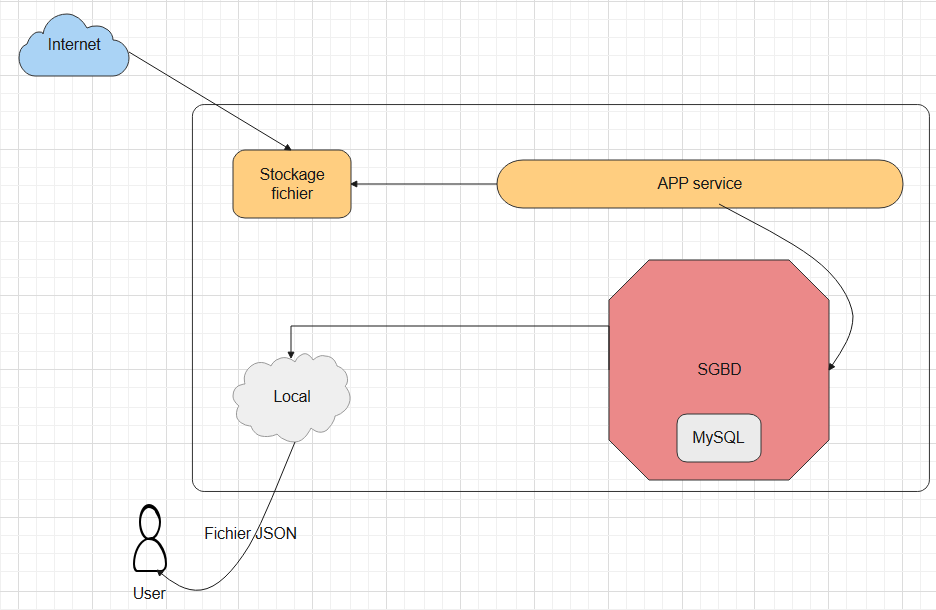 Internet
Stockage
fichier
APP service
SGBD
Local
MySQL
Fichier JSON
User